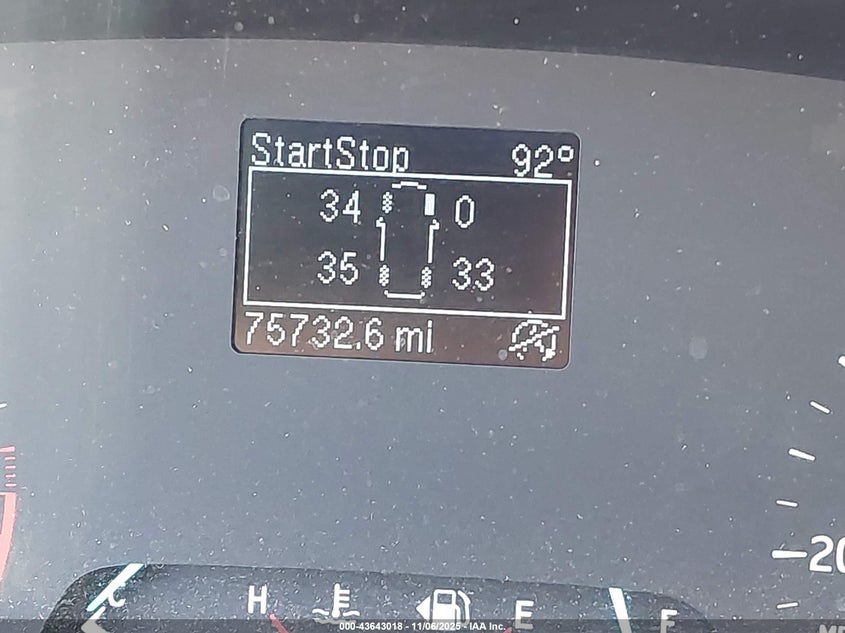 StartStop 92°
34 0
35 33
75732.6 mi
20
C H E F
000-43643018 - 11/06/2025 - IAA Inc.